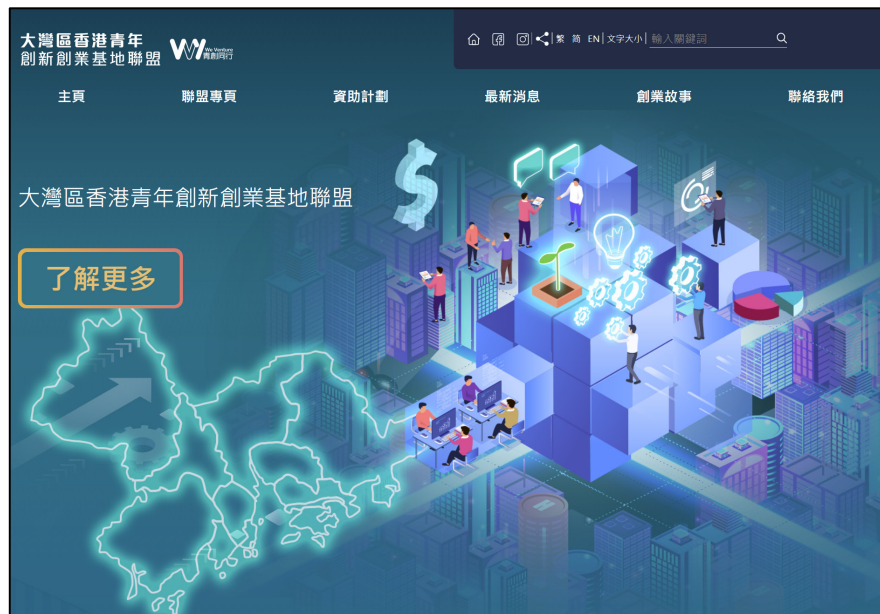 大灣區香港青年
創新創業基地聯盟
We Venture
青創同行
繁 简 EN 文字大小 輸入關鍵詞
主頁 聯盟專頁 資助計劃 最新消息 創業故事 聯絡我們
大灣區香港青年創新創業基地聯盟
了解更多